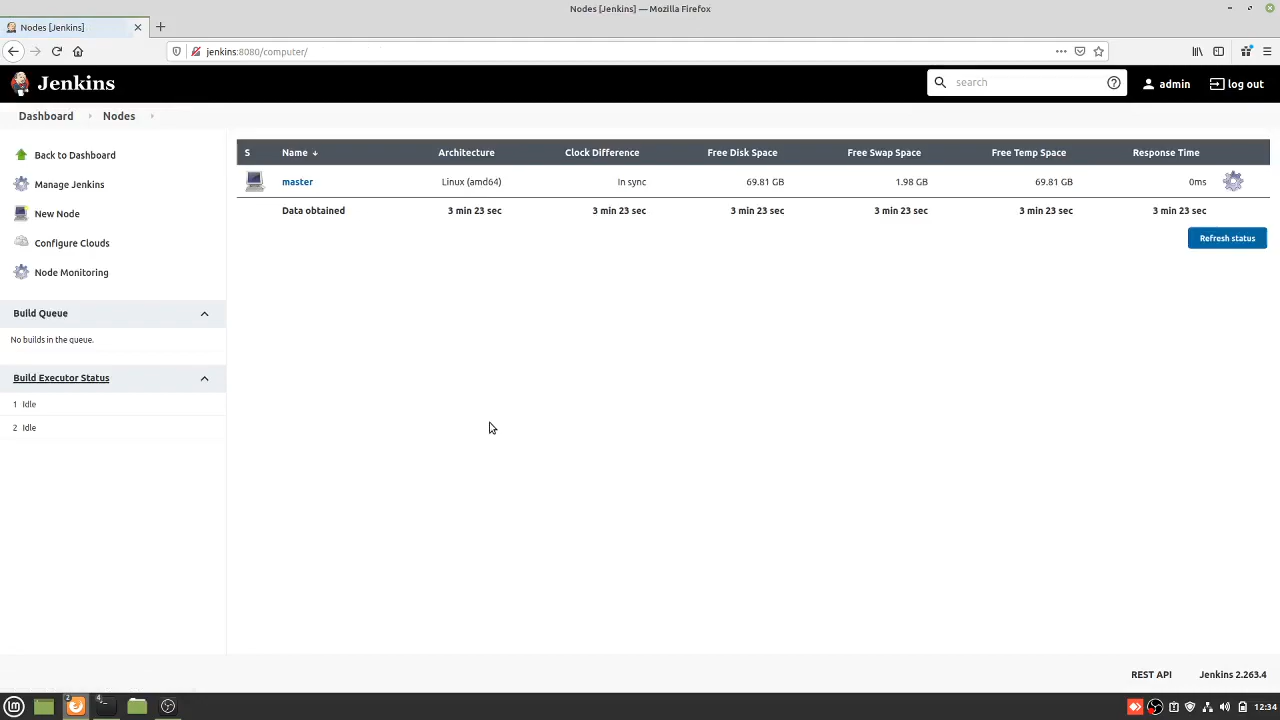 Nodes [Jenkins] — Mozilla Firefox
Nodes [Jenkins]
jenkins:8080/computer/
Jenkins
search
admin
log out
Dashboard
Nodes
Back to Dashboard
Manage Jenkins
New Node
Configure Clouds
Node Monitoring
Build Queue
No builds in the queue.
Build Executor Status
1 Idle
2 Idle
S Name ↓ Architecture Clock Difference Free Disk Space Free Swap Space Free Temp Space Response Time
master Linux (amd64) In sync 69.81 GB 1.98 GB 69.81 GB 0ms
Data obtained 3 min 23 sec 3 min 23 sec 3 min 23 sec 3 min 23 sec 3 min 23 sec 3 min 23 sec
Refresh status
REST API Jenkins 2.263.4
2
4
12:34